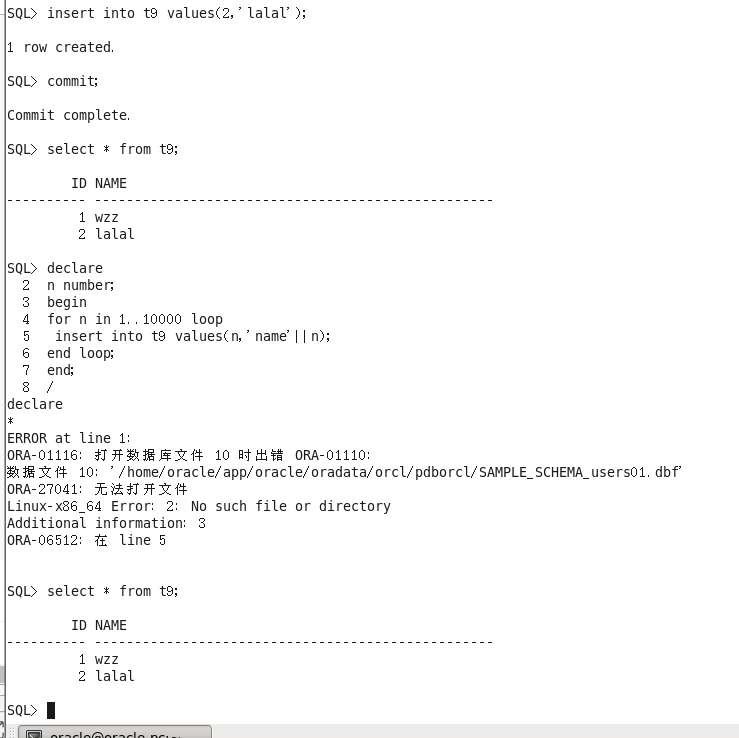 SQL> insert into t9 values(2,'lalal');
1 row created.
SQL> commit;
Commit complete.
SQL> select * from t9;
ID NAME
---------- --------------------------------------------------
1 wzz
2 lalal
SQL> declare
2 n number;
3 begin
4 for n in 1..10000 loop
5 insert into t9 values(n,'name'||n);
6 end loop;
7 end;
8 /
declare
*
ERROR at line 1:
ORA-01116: 打开数据库文件 10 时出错 ORA-01110:
数据文件 10: '/home/oracle/app/oracle/oradata/orcl/pdborcl/SAMPLE_SCHEMA_users01.dbf'
ORA-27041: 无法打开文件
Linux-x86_64 Error: 2: No such file or directory
Additional information: 3
ORA-06512: 在 line 5
SQL> select * from t9;
ID NAME
---------- --------------------------------------------------
1 wzz
2 lalal
SQL>